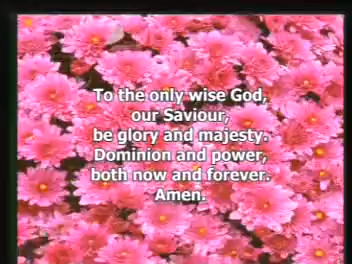 To the only wise God,
our Saviour,
be glory and majesty.
Dominion and power,
both now and forever.
Amen.